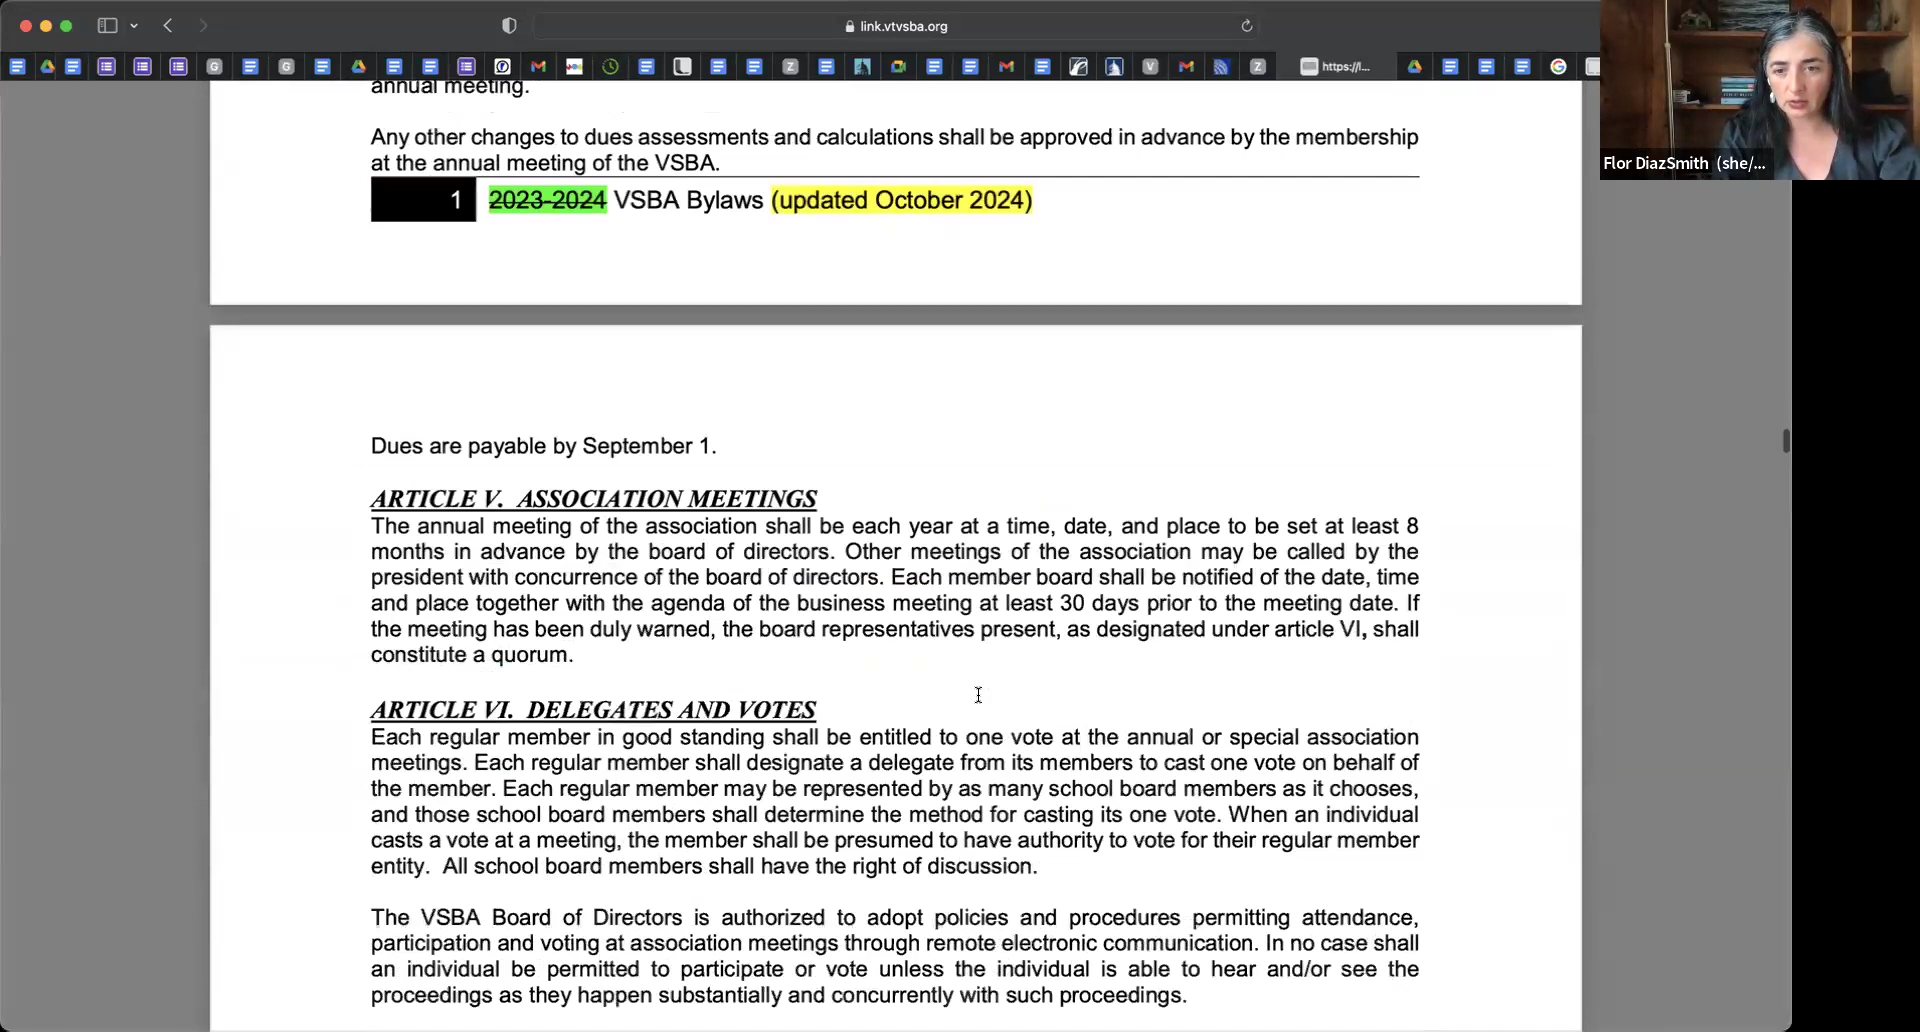 link.vtvsba.org
https://l...
annual meeting.
Any other changes to dues assessments and calculations shall be approved in advance by the membership
at the annual meeting of the VSBA.
1 2023-2024 VSBA Bylaws (updated October 2024)
Flor DiazSmith (she/...
Dues are payable by September 1.
ARTICLE V. ASSOCIATION MEETINGS
The annual meeting of the association shall be each year at a time, date, and place to be set at least 8
months in advance by the board of directors. Other meetings of the association may be called by the
president with concurrence of the board of directors. Each member board shall be notified of the date, time
and place together with the agenda of the business meeting at least 30 days prior to the meeting date. If
the meeting has been duly warned, the board representatives present, as designated under article VI, shall
constitute a quorum.
ARTICLE VI. DELEGATES AND VOTES
Each regular member in good standing shall be entitled to one vote at the annual or special association
meetings. Each regular member shall designate a delegate from its members to cast one vote on behalf of
the member. Each regular member may be represented by as many school board members as it chooses,
and those school board members shall determine the method for casting its one vote. When an individual
casts a vote at a meeting, the member shall be presumed to have authority to vote for their regular member
entity. All school board members shall have the right of discussion.
The VSBA Board of Directors is authorized to adopt policies and procedures permitting attendance,
participation and voting at association meetings through remote electronic communication. In no case shall
an individual be permitted to participate or vote unless the individual is able to hear and/or see the
proceedings as they happen substantially and concurrently with such proceedings.